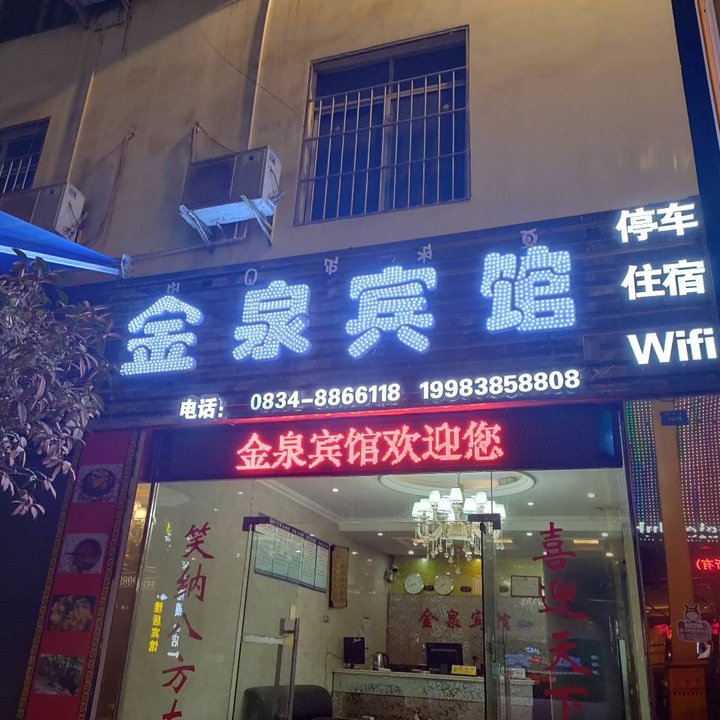 停车
住宿
Wifi
金泉宾馆
电话： 0834-8866118 19983858808
金泉宾馆欢迎您
笑纳八方
喜迎天下
金泉宾馆